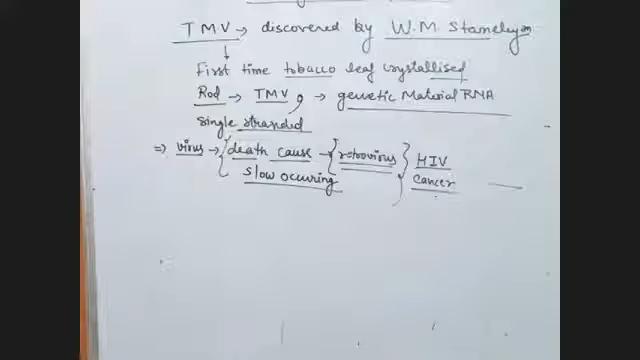 TMV → discovered by W.M. Stanely
↓
First time tobacco leaf crystallised
Rod → TMV, → genetic Material RNA
Single stranded
⇒ virus → { death cause → { retrovirus } HIV
slow occuring cancer